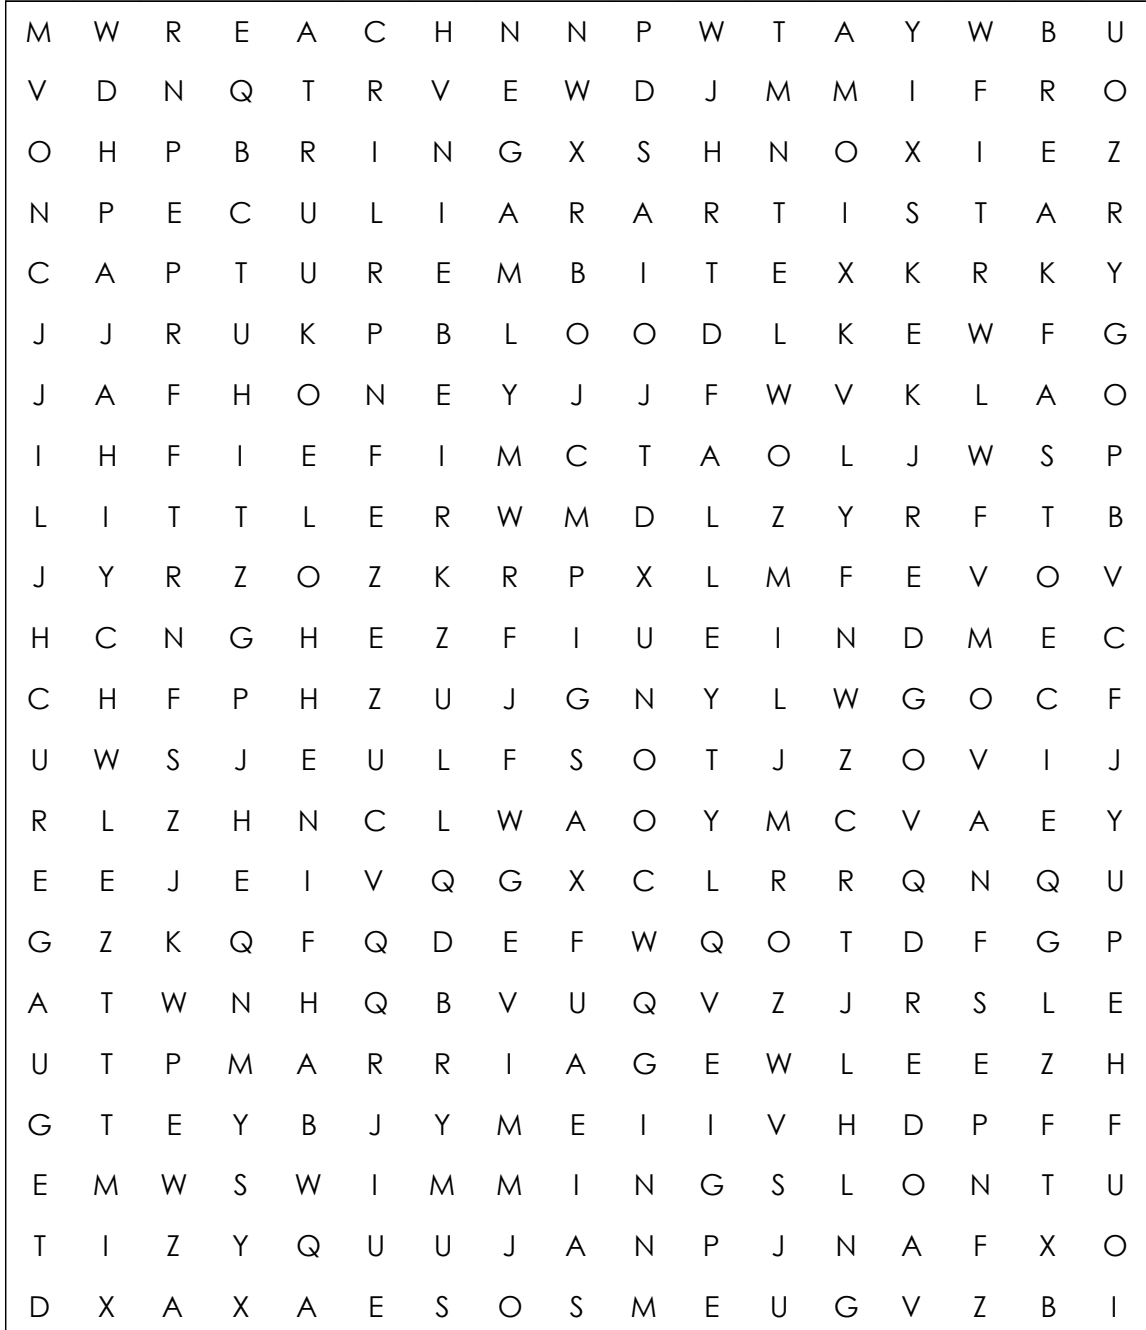 M W R E A C H N N P W T A Y W B U
V D N Q T R V E W D J M M I F R O
O H P B R I N G X S H N O X I E Z
N P E C U L I A R A R T I S T A R
C A P T U R E M B I T E X K R K Y
J J R U K P B L O O D L K E W F G
J A F H O N E Y J J F W V K L A O
I H F I E F I M C T A O L J W S P
L I T T L E R W M D L Z Y R F T B
J Y R Z O Z K R P X L M F E V O V
H C N G H E Z F I U E I N D M E C
C H F P H Z U J G N Y L W G O C F
U W S J E U L F S O T J Z O V I J
R L Z H N C L W A O Y M C V A E Y
E E J E I V Q G X C L R R Q N Q U
G Z K Q F Q D E F W Q O T D F G P
A T W N H Q B V U Q V Z J R S L E
U T P M A R R I A G E W L E E Z H
G T E Y B J Y M E I I V H D P F F
E M W S W I M M I N G S L O N T U
T I Z Y Q U U J A N P J N A F X O
D X A X A E S O S M E U G V Z B I